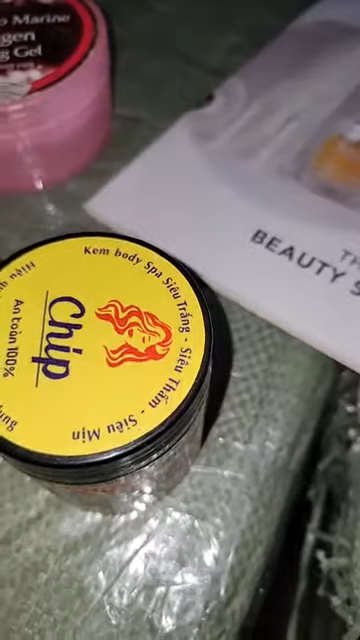 Marine
gen
g Gel
BEAUTY S
Kem body Spa Siêu Trắng - Siêu Thấm - Siêu Mịn
Chip
An toàn 100%